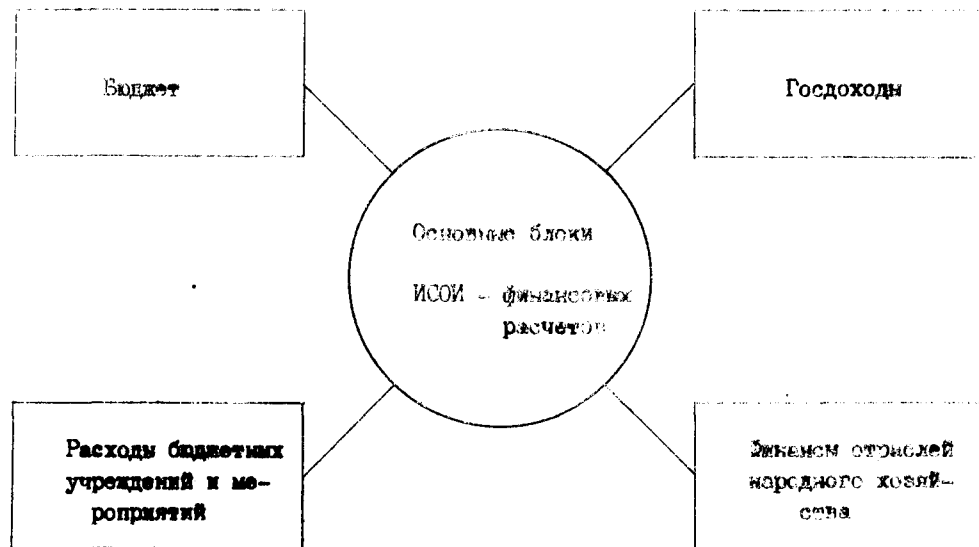 Бюджет
Госдоходы
Основные блоки
ИСОИ - финансовых
расчетов
Расходы бюджетных
учреждений и ме-
роприятий
Финансы отраслей
народного хозяй-
ства